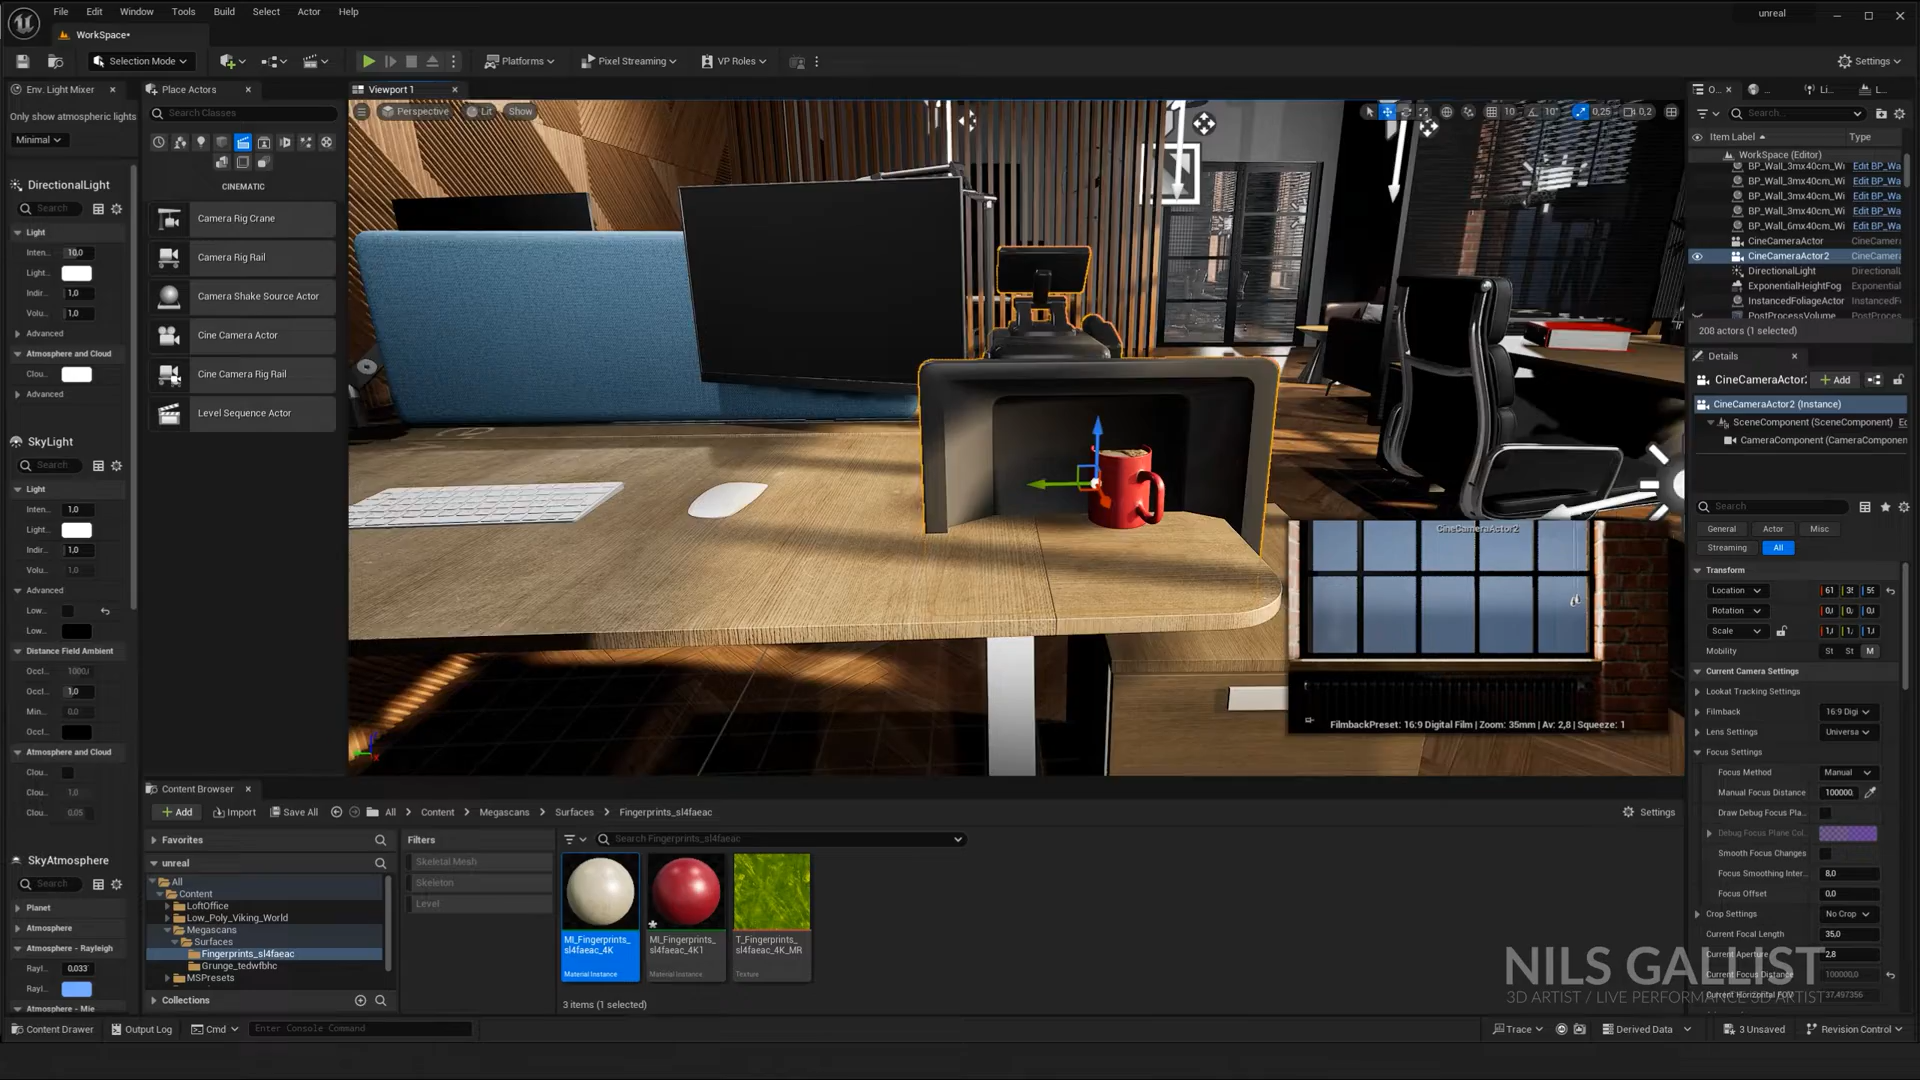 File Edit Window Tools Build Select Actor Help
unreal
WorkSpace•
Selection Mode
Platforms
Pixel Streaming
VP Roles
Settings
Env. Light Mixer
Only show atmospheric lights
Minimal
DirectionalLight
Search
Light
Inten.. 10,0
Light..
Indir.. 1,0
Volu.. 1,0
Advanced
Atmosphere and Cloud
Clou..
Advanced
SkyLight
Search
Light
Inten.. 1,0
Light..
Indir.. 1,0
Volu.. 1,0
Advanced
Low..
Low..
Distance Field Ambient
Occl..
Occl.. 1,0
Min.. 0,0
Occl..
Atmosphere and Cloud
Clou..
Clou.. 1,0
Clou.. 0,05
SkyAtmosphere
Search
Planet
Atmosphere
Atmosphere - Rayleigh
Rayl.. 0,033
Rayl..
Atmosphere - Mie
Place Actors
Search Classes
CINEMATIC
Camera Rig Crane
Camera Rig Rail
Camera Shake Source Actor
Cine Camera Actor
Cine Camera Rig Rail
Level Sequence Actor
Viewport 1
Perspective Lit Show
10 10° 0,25 0,2
CineCameraActor2
FilmbackPreset: 16:9 Digital Film | Zoom: 35mm | Av: 2,8 | Squeeze: 1
O.. Li.. L..
Search...
Item Label Type
WorkSpace (Editor)
BP_Wall_3mx40cm_Wi Edit BP_Wa
BP_Wall_3mx40cm_Wi Edit BP_Wa
BP_Wall_3mx40cm_Wi Edit BP_Wa
BP_Wall_3mx40cm_Wi Edit BP_Wa
BP_Wall_6mx40cm_Wi Edit BP_Wa
CineCameraActor CineCamera
CineCameraActor2 CineCamera
DirectionalLight Directional
ExponentialHeightFog Exponential
InstancedFoliageActor InstancedFo
PostProcessVolume PostProcess
208 actors (1 selected)
Details
CineCameraActor2 Add
CineCameraActor2 (Instance)
SceneComponent (SceneComponent) Ed
CameraComponent (CameraComponen
Search
General Actor Misc
Streaming All
Transform
Location 61 35 59
Rotation
Scale
Mobility St St M
Current Camera Settings
Lookat Tracking Settings
Filmback 16:9 Digi
Lens Settings Universa
Focus Settings
Focus Method Manual
Manual Focus Distance 100000,
Draw Debug Focus Pla..
Debug Focus Plane Col..
Smooth Focus Changes
Focus Smoothing Inter.. 8,0
Focus Offset 0,0
Crop Settings No Crop
Current Focal Length 35,0
Current Aperture 2,8
Current Focus Distance 100000,0
Current Horizontal FOV 37,497356
NILS GALLIST
3D ARTIST / LIVE PERFORMANCE 3D ARTIST
Content Browser
Add Import Save All All > Content > Megascans > Surfaces > Fingerprints_sl4faeac
Settings
Favorites
unreal
All
Content
LoftOffice
Low_Poly_Viking_World
Megascans
Surfaces
Fingerprints_sl4faeac
Grunge_tedwfbhc
MSPresets
Collections
Filters
Skeletal Mesh
Skeleton
Level
Search Fingerprints_sl4faeac
MI_Fingerprints_
sl4faeac_4K
Material Instance
MI_Fingerprints_
sl4faeac_4K1
Material Instance
T_Fingerprints_
sl4faeac_4K_MR
Texture
3 items (1 selected)
Content Drawer Output Log Cmd Enter Console Command
Trace Derived Data 3 Unsaved Revision Control